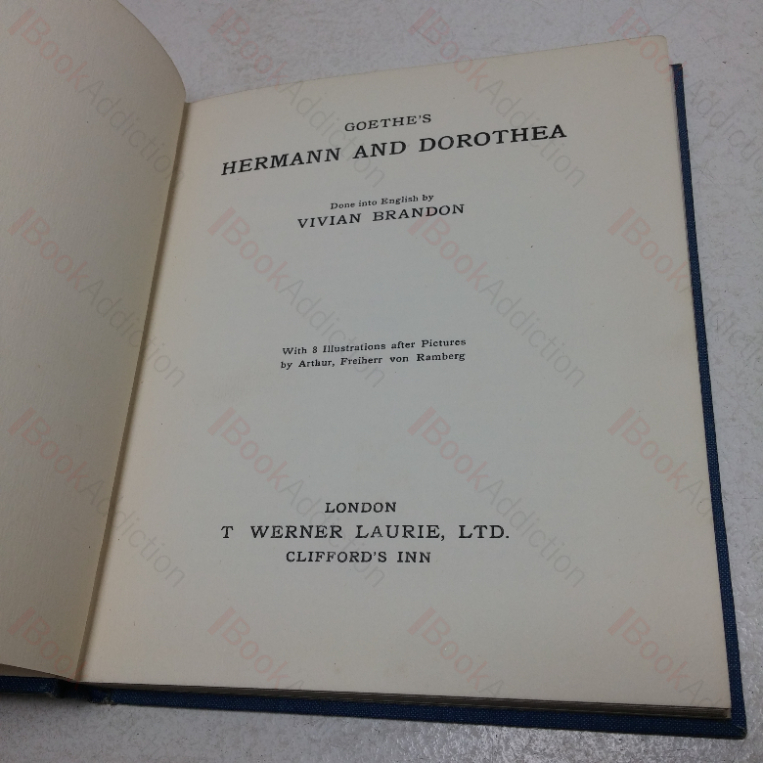 GOETHE'S
HERMANN AND DOROTHEA
Done into English by
VIVIAN BRANDON
With 8 Illustrations after Pictures
by Arthur, Freiherr von Ramberg
LONDON
T WERNER LAURIE, LTD.
CLIFFORD'S INN
BookAddiction